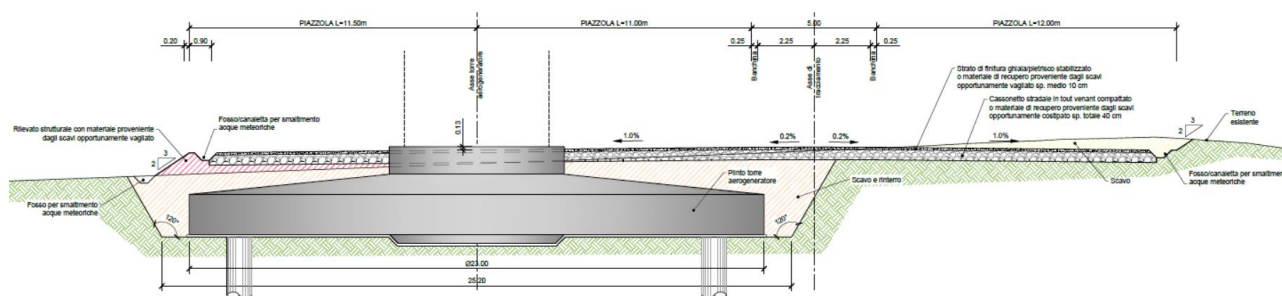 PIAZZOLA L=11.50m
PIAZZOLA L=11.00m
5.00
PIAZZOLA L=12.00m
0.20
0.90
0.25
2.25
2.25
0.25
Asse torre
aerogeneratore
Banchina
Asse di
tracciamento
Banchina
Strato di finitura ghiaia/pietrisco stabilizzato
o materiale di recupero proveniente dagli scavi
opportunamente vagliato sp. medio 10 cm
Cassonetto stradale in tout venant compattato
o materiale di recupero proveniente dagli scavi
opportunamente costipato sp. totale 40 cm
Fosso/canaletta per smaltimento
acque meteoriche
Rilevato strutturale con materiale proveniente
dagli scavi opportunamente vagliato
3
2
0.13
1.0%
0.2%
0.2%
1.0%
3
2
Terreno
esistente
Plinto torre
aerogeneratore
Scavo e rinterro
Scavo
Fosso/canaletta per smaltimen
acque meteoriche
Fosso per smaltimento
acque meteoriche
120°
120°
Ø23.00
25.20